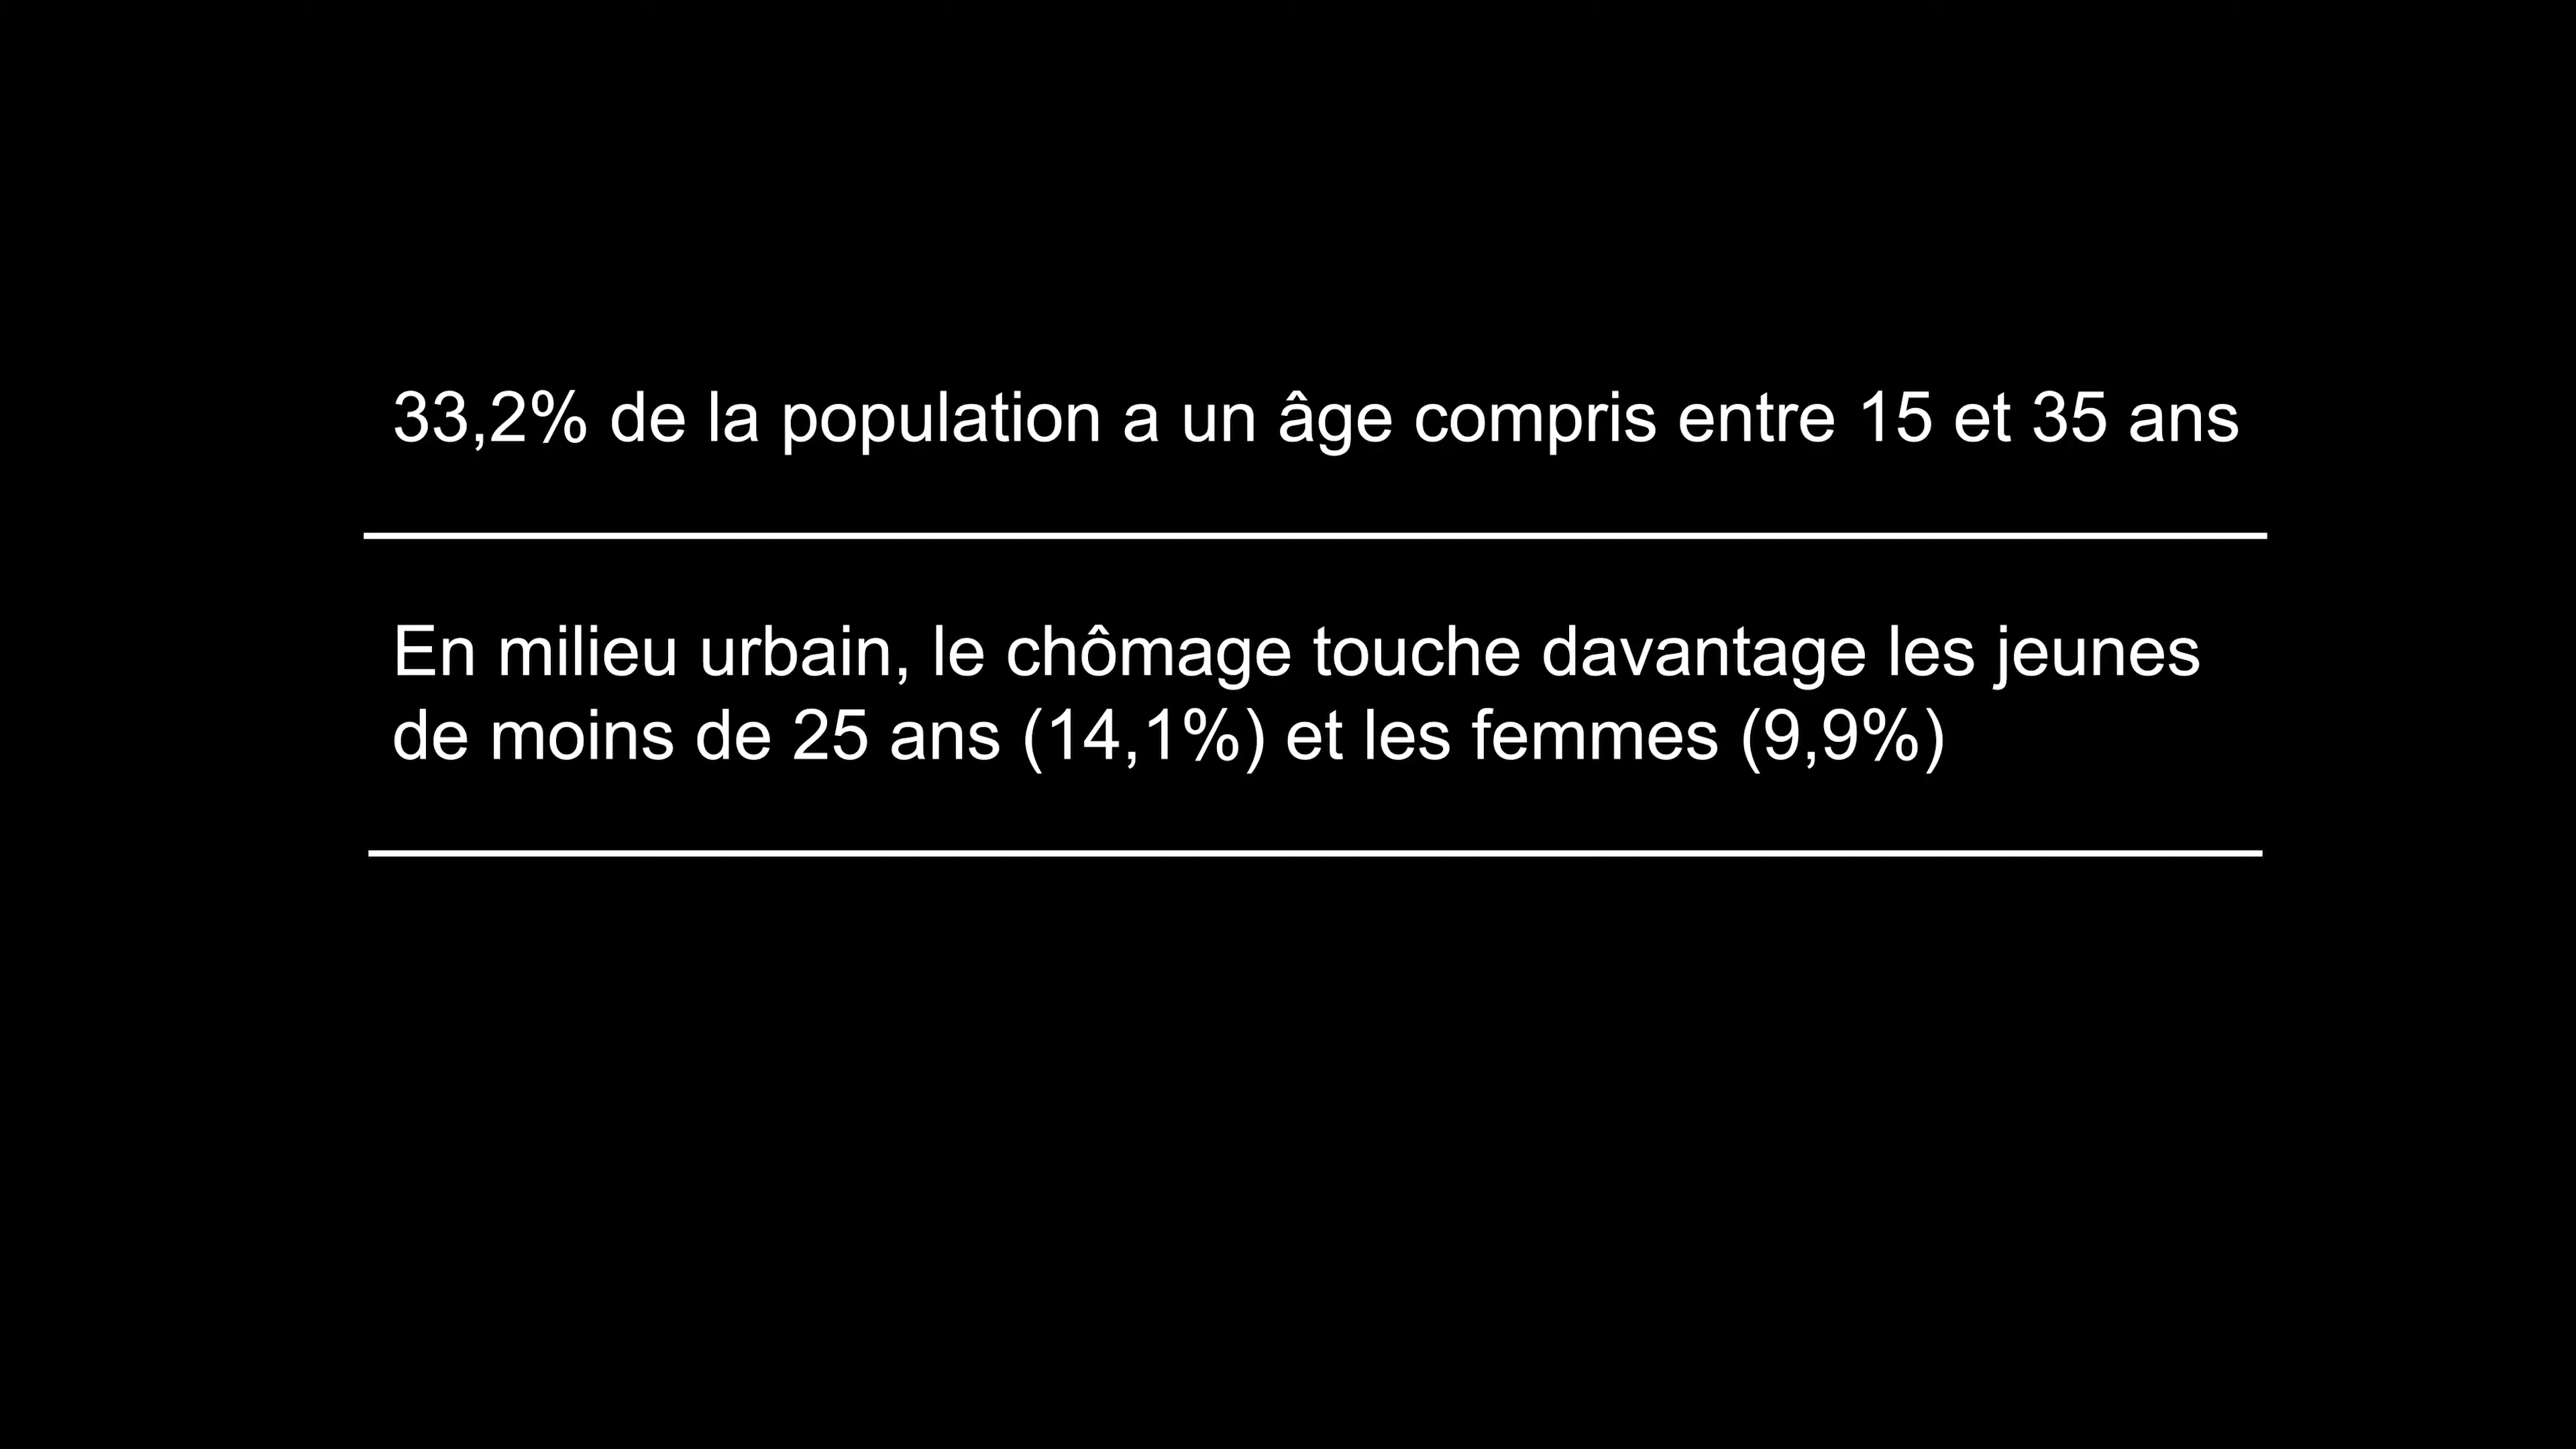 33,2% de la population a un âge compris entre 15 et 35 ans
En milieu urbain, le chômage touche davantage les jeunes
de moins de 25 ans (14,1%) et les femmes (9,9%)